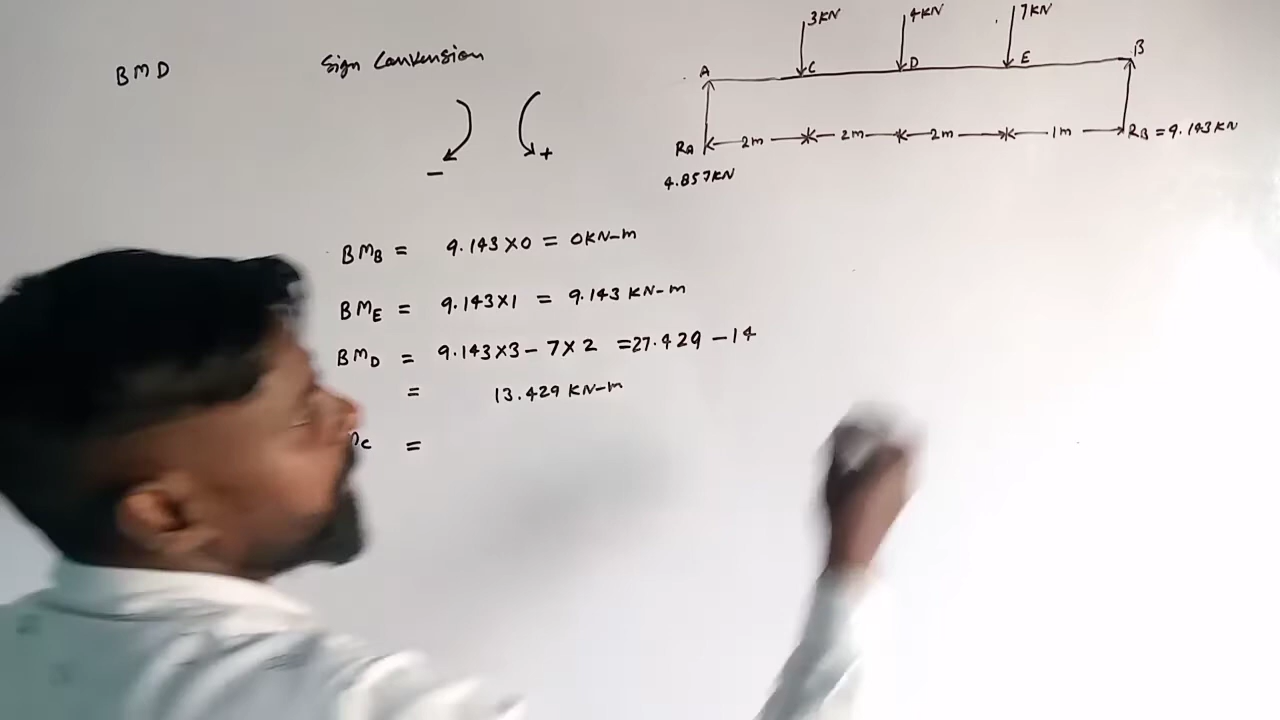 BMD
Sign Convension
3KN 4KN 7KN
A C D E B
RA 2m 2m 2m 1m RB = 9.143KN
4.857KN
- +
BMB = 9.143×0 = 0KN-m
BME = 9.143×1 = 9.143 KN-m
BMD = 9.143×3-7×2 =27.429-14
= 13.429 KN-m
C =